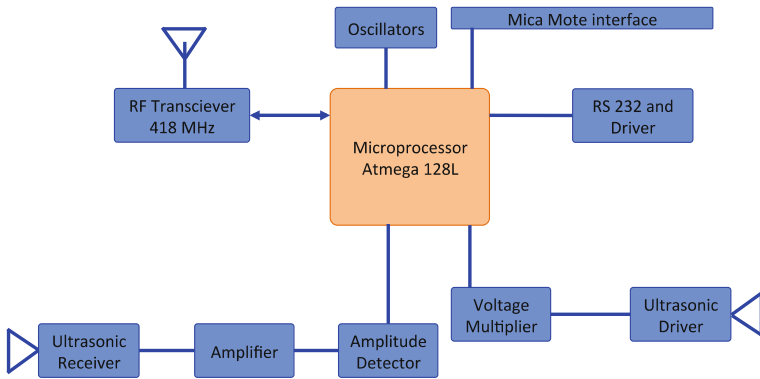 Oscillators
Mica Mote interface
RF Transciever
418 MHz
RS 232 and
Driver
Microprocessor
Atmega 128L
Voltage
Multiplier
Ultrasonic
Driver
Ultrasonic
Receiver
Amplifier
Amplitude
Detector